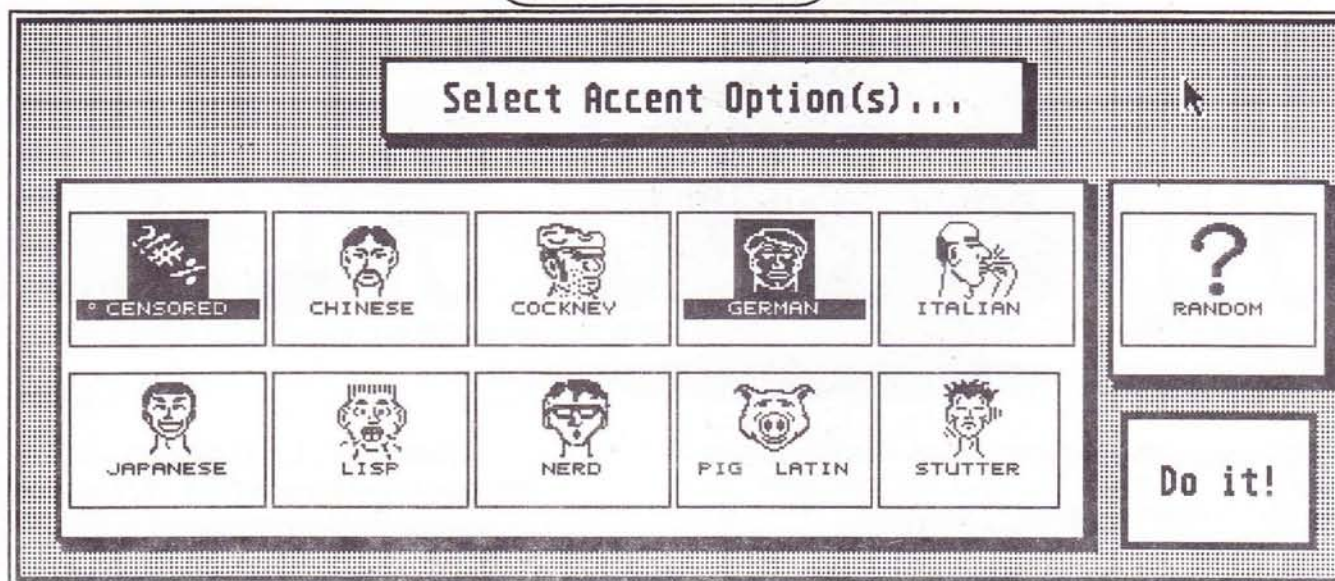 Select Accent Option(s)...
° CENSORED
CHINESE
COCKNEY
GERMAN
ITALIAN
RANDOM
JAPANESE
LISP
NERD
PIG LATIN
STUTTER
Do it!